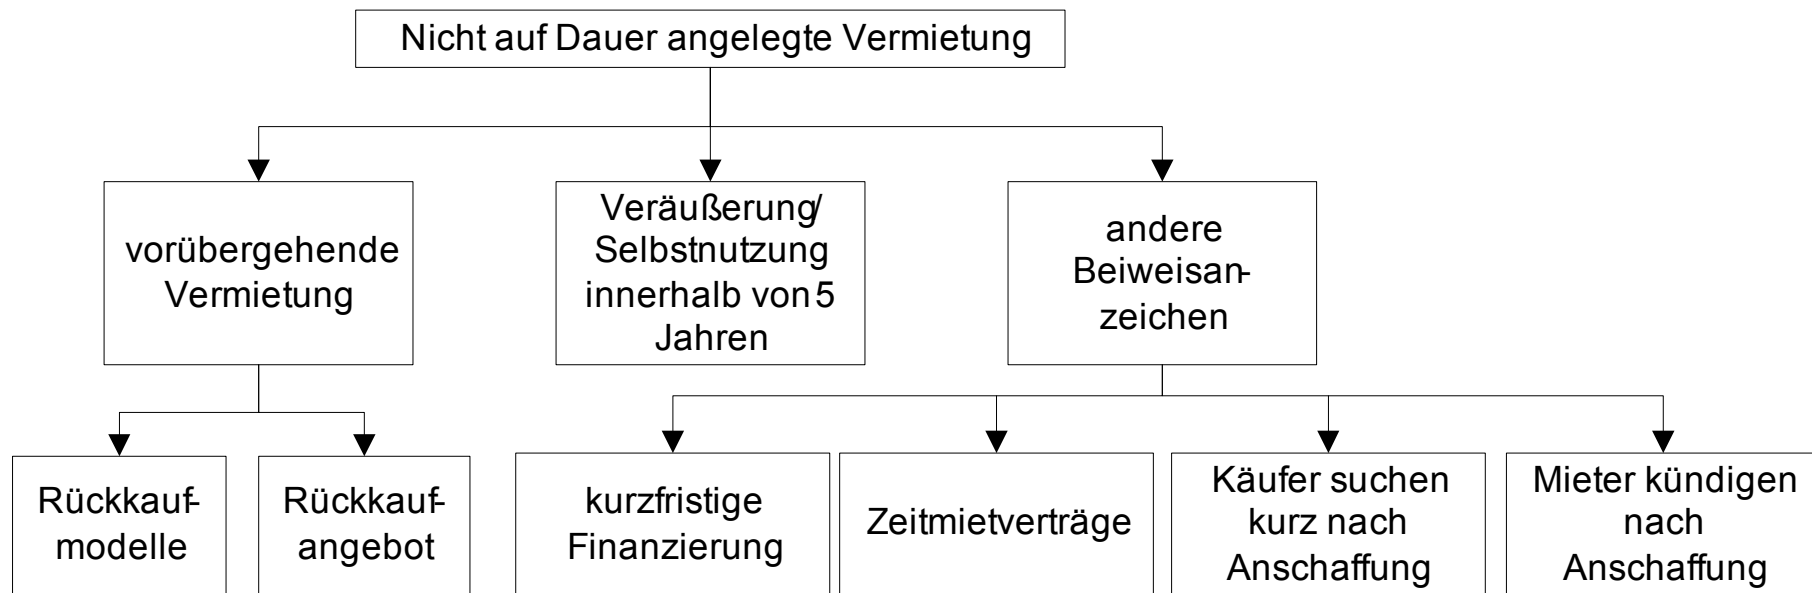 Nicht auf Dauer angelegte Vermietung
vorübergehende
Vermietung
Veräußerung/
Selbstnutzung
innerhalb von 5
Jahren
andere
Beiweisan-
zeichen
Rückkauf-
modelle
Rückkauf-
angebot
kurzfristige
Finanzierung
Zeitmietverträge
Käufer suchen
kurz nach
Anschaffung
Mieter kündigen
nach
Anschaffung